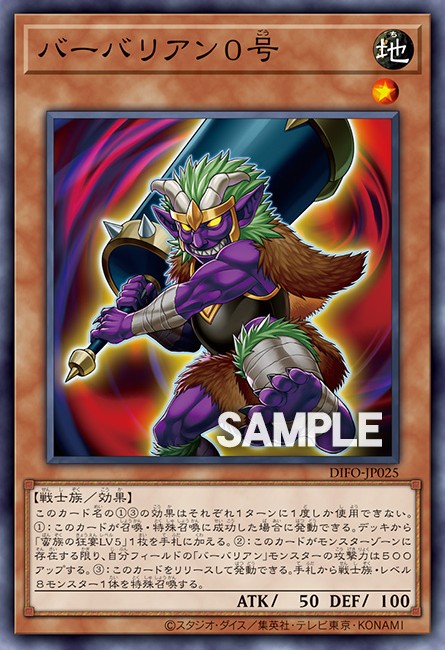 バーバリアン0号
地
SAMPLE
DIFO-JP025
【戦士族/効果】
このカード名の①③の効果はそれぞれ1ターンに1度しか使用できない。
①:このカードが召喚・特殊召喚に成功した場合に発動できる。デッキから
「蛮族の狂宴LV5」1枚を手札に加える。②:このカードがモンスターゾーンに
存在する限り、自分フィールドの「バーバリアン」モンスターの攻撃力は500
アップする。③:このカードをリリースして発動できる。手札から戦士族・レベル
8モンスター1体を特殊召喚する。
ATK/ 50 DEF/ 100
©スタジオ・ダイス/集英社・テレビ東京・KONAMI